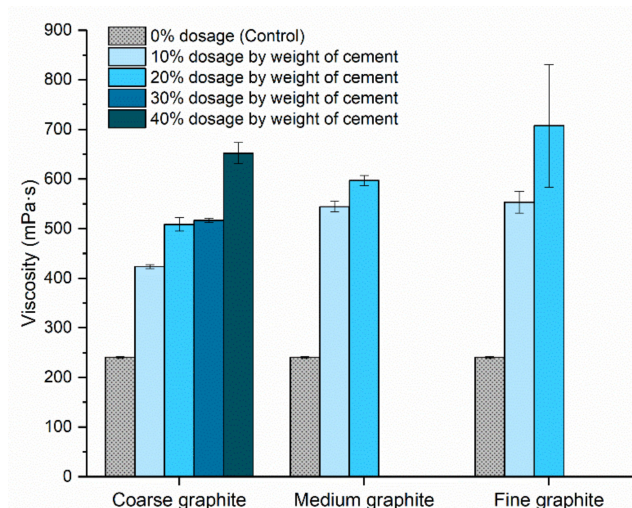 0% dosage (Control)
10% dosage by weight of cement
20% dosage by weight of cement
30% dosage by weight of cement
40% dosage by weight of cement
Viscosity (mPa·s)
900
800
700
600
500
400
300
200
100
0
Coarse graphite Medium graphite Fine graphite